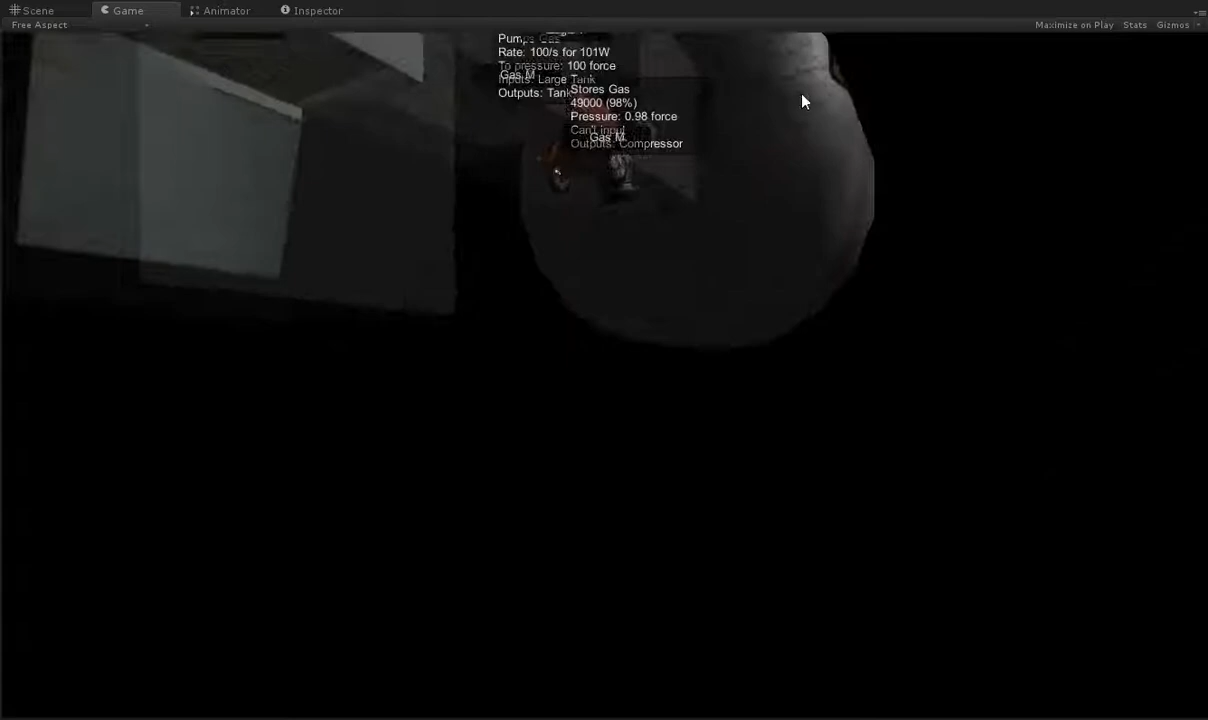 Scene
Game
Animator
Inspector
Free Aspect
Maximize on Play
Stats
Gizmos
Pumps Gas
Rate: 100/s for 101W
To pressure: 100 force
Gas M
Inputs: Large Tank
Outputs: Tank
Stores Gas
49000 (98%)
Pressure: 0.98 force
Can't input
Gas M
Outputs: Compressor